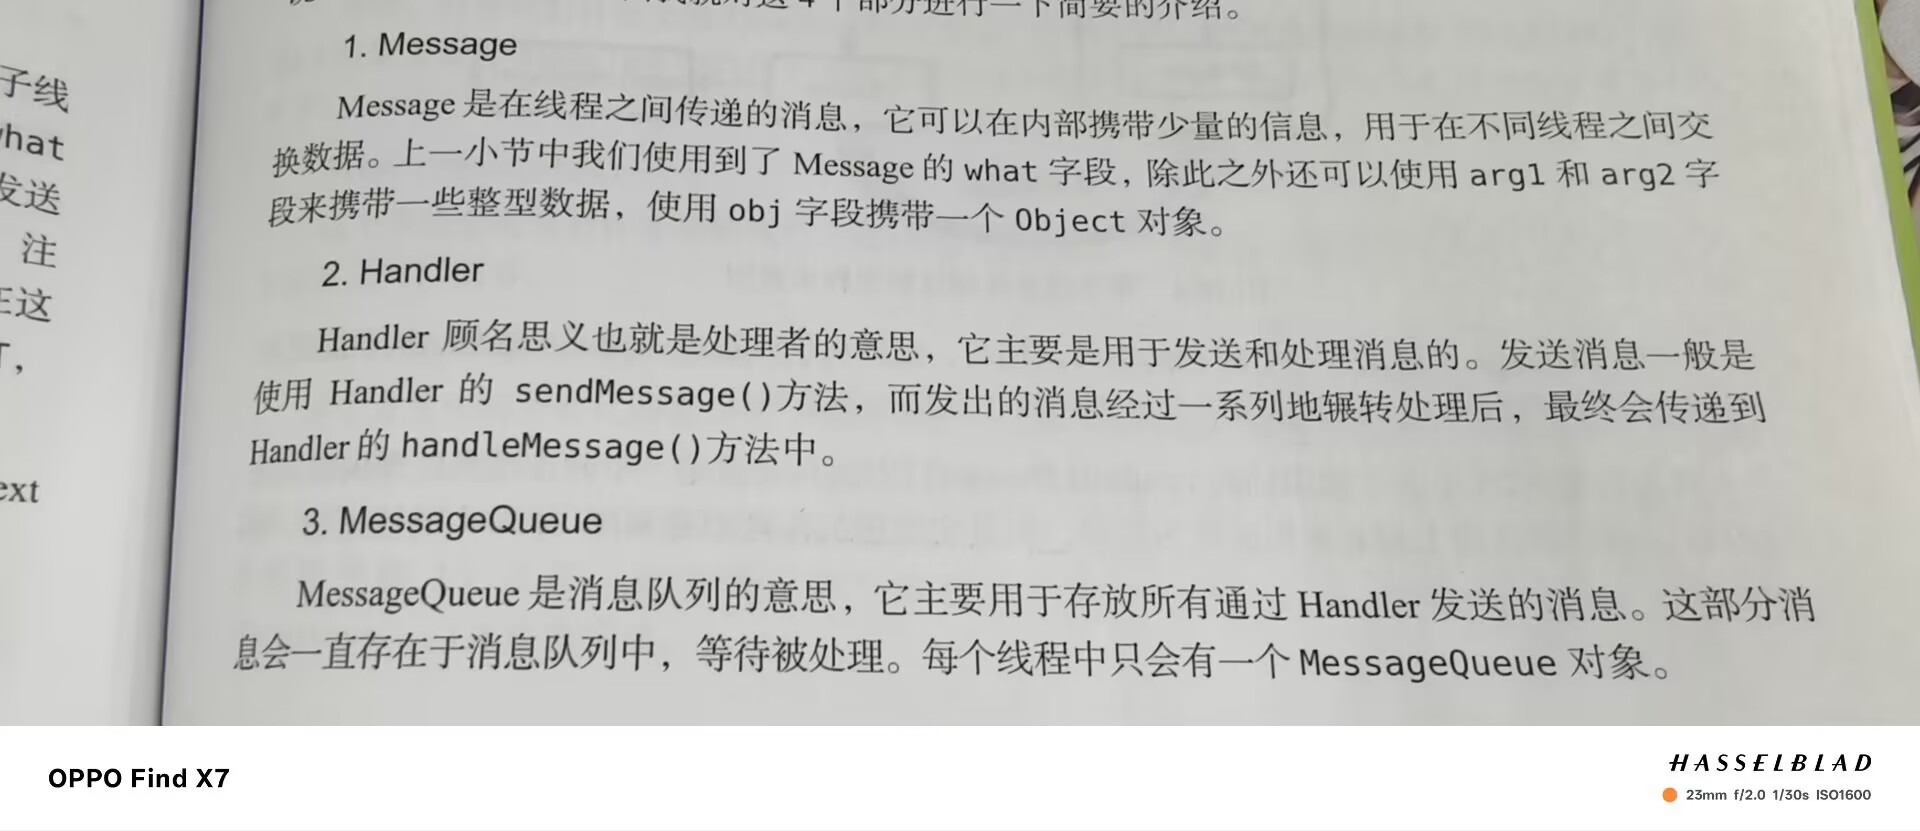 子线
what
发送
注
在这
,
ext
这4个部分进行一下简要的介绍。
1. Message
Message 是在线程之间传递的消息，它可以在内部携带少量的信息，用于在不同线程之间交
换数据。上一小节中我们使用到了 Message 的 what 字段，除此之外还可以使用 arg1 和 arg2 字
段来携带一些整型数据，使用 obj 字段携带一个 Object 对象。
2. Handler
Handler 顾名思义也就是处理者的意思，它主要是用于发送和处理消息的。发送消息一般是
使用 Handler 的 sendMessage()方法，而发出的消息经过一系列地辗转处理后，最终会传递到
Handler 的 handleMessage()方法中。
3. MessageQueue
MessageQueue 是消息队列的意思，它主要用于存放所有通过 Handler 发送的消息。这部分消
息会一直存在于消息队列中，等待被处理。每个线程中只会有一个 MessageQueue 对象。
OPPO Find X7
HASSELBLAD
23mm f/2.0 1/30s ISO1600